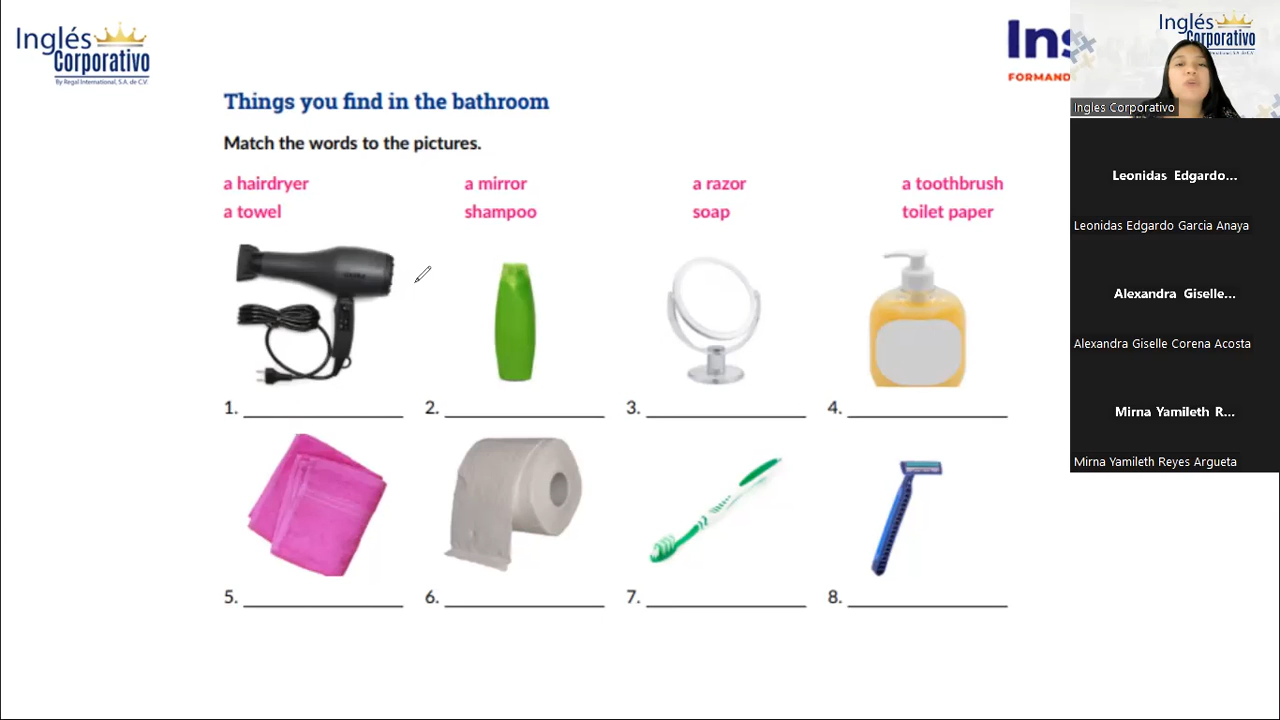 Inglés
Corporativo
By Regal International, S.A. de C.V.
Ins
FORMAND
Things you find in the bathroom
Match the words to the pictures.
a hairdryer a mirror a razor a toothbrush
a towel shampoo soap toilet paper
1. 2. 3. 4.
5. 6. 7. 8.
Inglés
Corporativo
Ingles Corporativo
Leonidas Edgardo...
Leonidas Edgardo Garcia Anaya
Alexandra Giselle...
Alexandra Giselle Corena Acosta
Mirna Yamileth R...
Mirna Yamileth Reyes Argueta